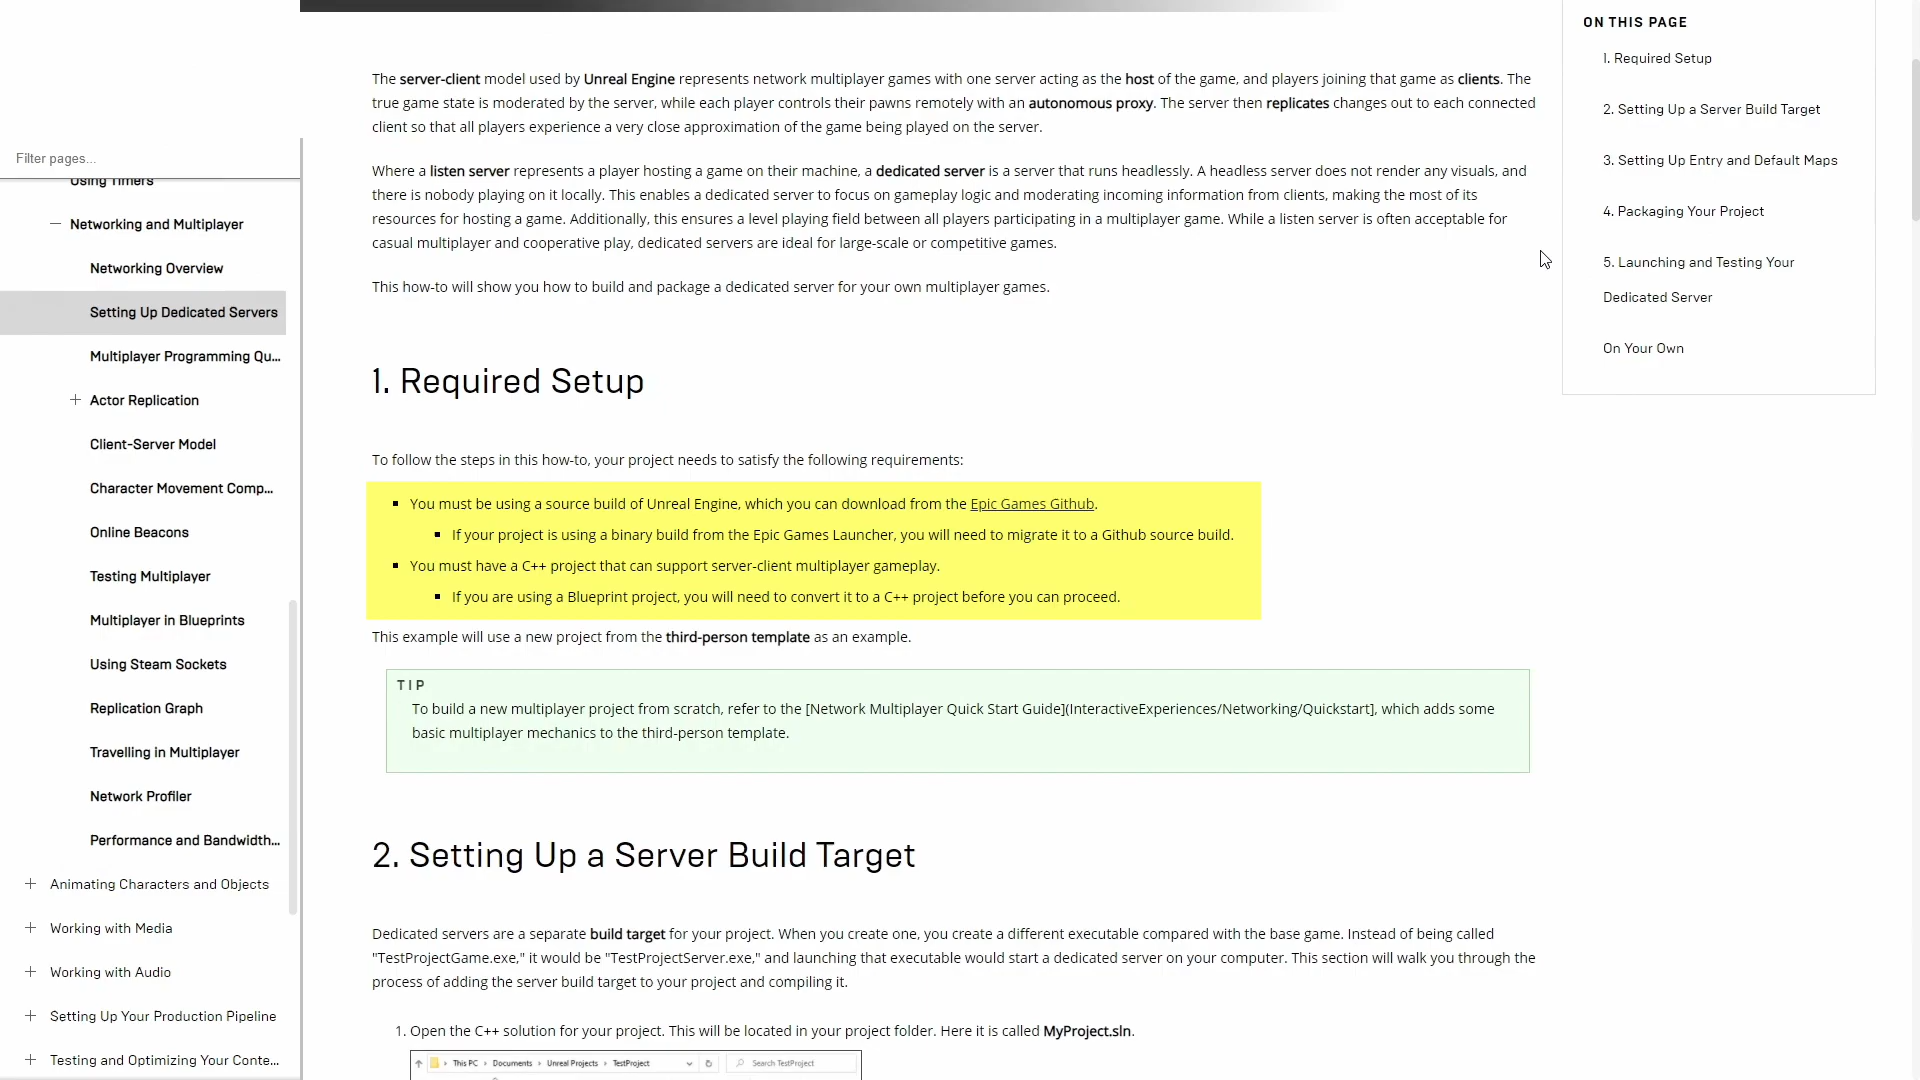 Filter pages...
Using Timers
Networking and Multiplayer
Networking Overview
Setting Up Dedicated Servers
Multiplayer Programming Qu...
Actor Replication
Client-Server Model
Character Movement Comp...
Online Beacons
Testing Multiplayer
Multiplayer in Blueprints
Using Steam Sockets
Replication Graph
Travelling in Multiplayer
Network Profiler
Performance and Bandwidth...
Animating Characters and Objects
Working with Media
Working with Audio
Setting Up Your Production Pipeline
Testing and Optimizing Your Conte...
The server-client model used by Unreal Engine represents network multiplayer games with one server acting as the host of the game, and players joining that game as clients. The
true game state is moderated by the server, while each player controls their pawns remotely with an autonomous proxy. The server then replicates changes out to each connected
client so that all players experience a very close approximation of the game being played on the server.
Where a listen server represents a player hosting a game on their machine, a dedicated server is a server that runs headlessly. A headless server does not render any visuals, and
there is nobody playing on it locally. This enables a dedicated server to focus on gameplay logic and moderating incoming information from clients, making the most of its
resources for hosting a game. Additionally, this ensures a level playing field between all players participating in a multiplayer game. While a listen server is often acceptable for
casual multiplayer and cooperative play, dedicated servers are ideal for large-scale or competitive games.
This how-to will show you how to build and package a dedicated server for your own multiplayer games.
1. Required Setup
To follow the steps in this how-to, your project needs to satisfy the following requirements:
You must be using a source build of Unreal Engine, which you can download from the Epic Games Github.
If your project is using a binary build from the Epic Games Launcher, you will need to migrate it to a Github source build.
You must have a C++ project that can support server-client multiplayer gameplay.
If you are using a Blueprint project, you will need to convert it to a C++ project before you can proceed.
This example will use a new project from the third-person template as an example.
TIP
To build a new multiplayer project from scratch, refer to the [Network Multiplayer Quick Start Guide](InteractiveExperiences/Networking/Quickstart], which adds some
basic multiplayer mechanics to the third-person template.
2. Setting Up a Server Build Target
Dedicated servers are a separate build target for your project. When you create one, you create a different executable compared with the base game. Instead of being called
"TestProjectGame.exe," it would be "TestProjectServer.exe," and launching that executable would start a dedicated server on your computer. This section will walk you through the
process of adding the server build target to your project and compiling it.
1. Open the C++ solution for your project. This will be located in your project folder. Here it is called MyProject.sln.
This PC > Documents > Unreal Projects > TestProject
Search TestProject
ON THIS PAGE
1. Required Setup
2. Setting Up a Server Build Target
3. Setting Up Entry and Default Maps
4. Packaging Your Project
5. Launching and Testing Your
Dedicated Server
On Your Own